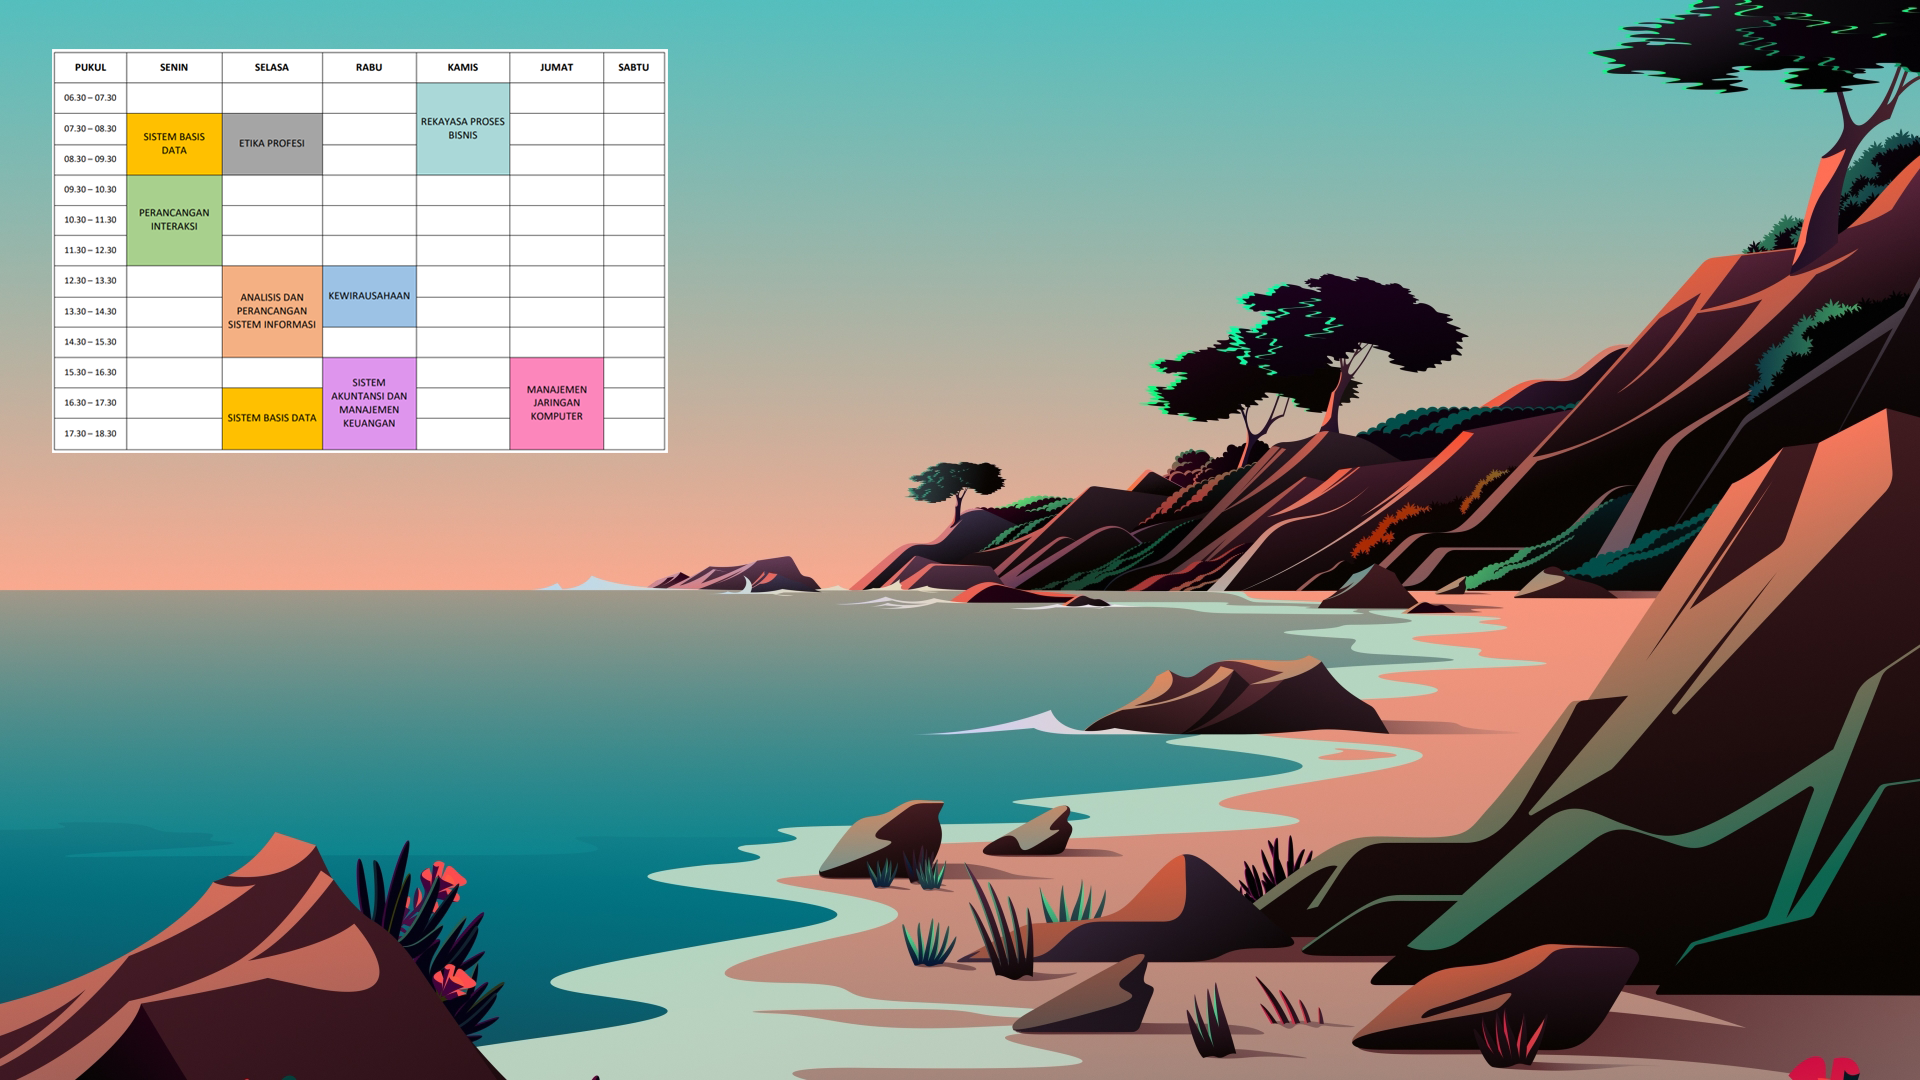 PUKUL SENIN SELASA RABU KAMIS JUMAT SABTU
06.30 – 07.30
REKAYASA PROSES
BISNIS
07.30 – 08.30
SISTEM BASIS
DATA
ETIKA PROFESI
08.30 – 09.30
09.30 – 10.30
PERANCANGAN
INTERAKSI
10.30 – 11.30
11.30 – 12.30
12.30 – 13.30
ANALISIS DAN
PERANCANGAN
SISTEM INFORMASI
KEWIRAUSAHAAN
13.30 – 14.30
14.30 – 15.30
15.30 – 16.30
SISTEM
AKUNTANSI DAN
MANAJEMEN
KEUANGAN
MANAJEMEN
JARINGAN
KOMPUTER
16.30 – 17.30
SISTEM BASIS DATA
17.30 – 18.30